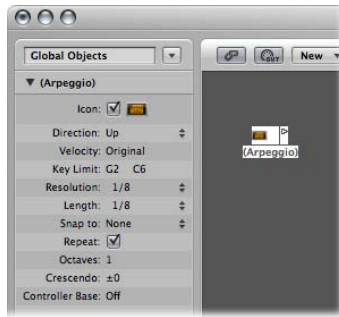 Global Objects
OUT
New
(Arpeggio)
Icon:
Direction: Up
Velocity: Original
Key Limit: G2 C6
Resolution: 1/8
Length: 1/8
Snap to: None
Repeat:
Octaves: 1
Crescendo: ±0
Controller Base: Off
(Arpeggio)